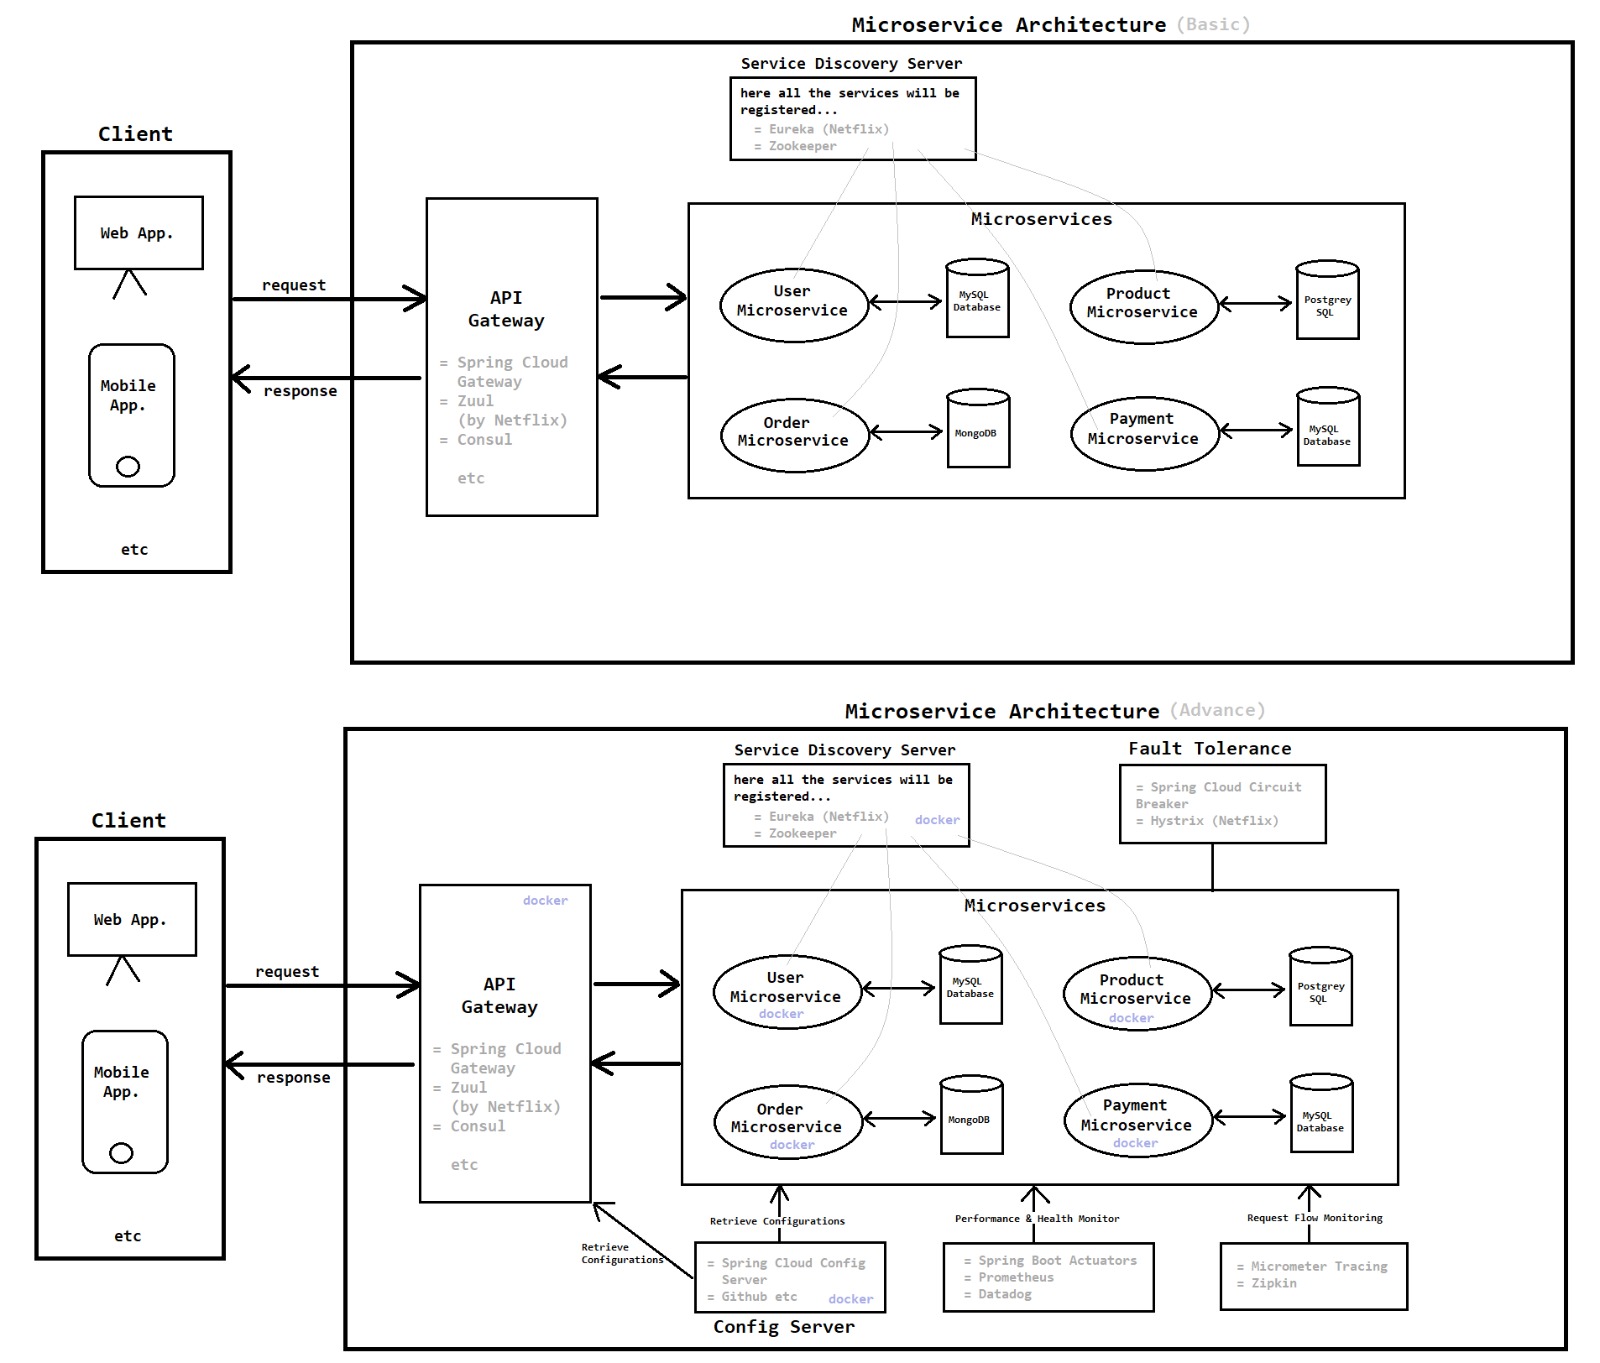 Microservice Architecture (Basic)
Service Discovery Server
here all the services will be
registered...
= Eureka (Netflix)
= Zookeeper
Client
Web App.
Mobile
App.
etc
request
response
API
Gateway
= Spring Cloud
Gateway
= Zuul
(by Netflix)
= Consul
etc
Microservices
User
Microservice
MySQL
Database
Product
Microservice
Postgrey
SQL
Order
Microservice
MongoDB
Payment
Microservice
MySQL
Database
Microservice Architecture (Advance)
Service Discovery Server
here all the services will be
registered...
= Eureka (Netflix)
docker
= Zookeeper
Fault Tolerance
= Spring Cloud Circuit
Breaker
= Hystrix (Netflix)
Client
Web App.
Mobile
App.
etc
request
response
docker
API
Gateway
= Spring Cloud
Gateway
= Zuul
(by Netflix)
= Consul
etc
Microservices
User
Microservice
docker
MySQL
Database
Product
Microservice
docker
Postgrey
SQL
Order
Microservice
docker
MongoDB
Payment
Microservice
docker
MySQL
Database
Retrieve
Configurations
Retrieve Configurations
= Spring Cloud Config
Server
= Github etc
docker
Config Server
Performance & Health Monitor
= Spring Boot Actuators
= Prometheus
= Datadog
Request Flow Monitoring
= Micrometer Tracing
= Zipkin